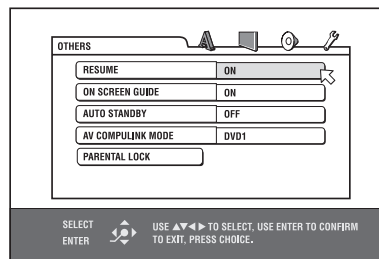 OTHERS
RESUME ON
ON SCREEN GUIDE ON
AUTO STANDBY OFF
AV COMPULINK MODE DVD1
PARENTAL LOCK
SELECT
ENTER
USE ▲▼◀▶ TO SELECT, USE ENTER TO CONFIRM
TO EXIT, PRESS CHOICE.